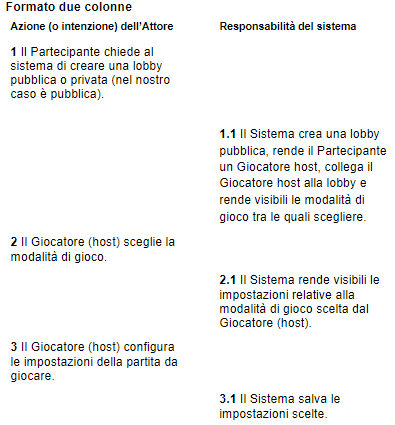 Formato due colonne
Azione (o intenzione) dell'Attore
Responsabilità del sistema
1 Il Partecipante chiede al
sistema di creare una lobby
pubblica o privata (nel nostro
caso è pubblica).
1.1 Il Sistema crea una lobby
pubblica, rende il Partecipante
un Giocatore host, collega il
Giocatore host alla lobby e
rende visibili le modalità di
gioco tra le quali scegliere.
2 Il Giocatore (host) sceglie la
modalità di gioco.
2.1 Il Sistema rende visibili le
impostazioni relative alla
modalità di gioco scelta dal
Giocatore (host).
3 Il Giocatore (host) configura
le impostazioni della partita da
giocare.
3.1 Il Sistema salva le
impostazioni scelte.